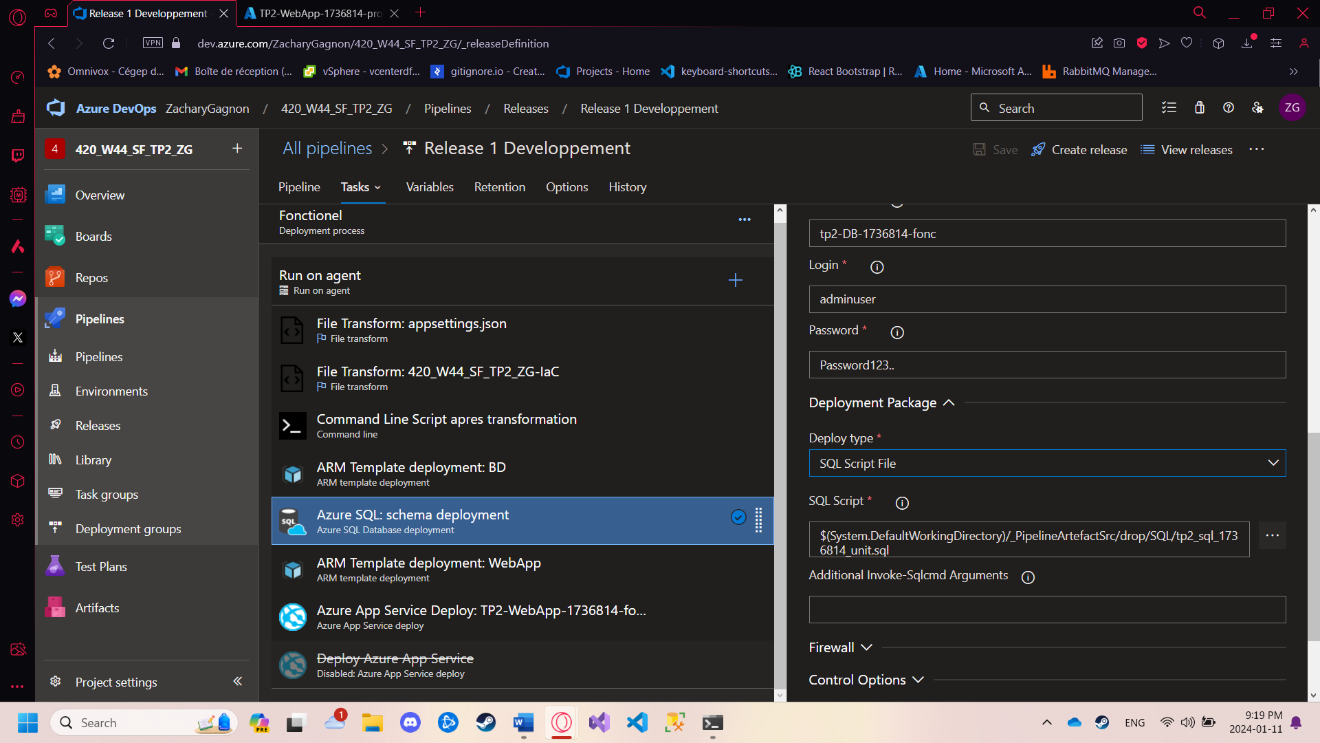 Release 1 Developpement
TP2-WebApp-1736814-pro
VPN
dev.azure.com/ZacharyGagnon/420_W44_SF_TP2_ZG/_releaseDefinition
Omnivox - Cégep d...
Boîte de réception (...
vSphere - vcenterdf...
gitignore.io - Creat...
Projects - Home
keyboard-shortcuts...
React Bootstrap | R...
Home - Microsoft A...
RabbitMQ Manage...
Azure DevOps
ZacharyGagnon
/
420_W44_SF_TP2_ZG
/
Pipelines
/
Releases
/
Release 1 Developpement
Search
ZG
4
420_W44_SF_TP2_ZG
Overview
Boards
Repos
Pipelines
Pipelines
Environments
Releases
Library
Task groups
Deployment groups
Test Plans
Artifacts
Project settings
All pipelines
Release 1 Developpement
Save
Create release
View releases
Pipeline
Tasks
Variables
Retention
Options
History
Fonctionel
Deployment process
Run on agent
Run on agent
File Transform: appsettings.json
File transform
File Transform: 420_W44_SF_TP2_ZG-IaC
File transform
Command Line Script apres transformation
Command line
ARM Template deployment: BD
ARM template deployment
SQL
Azure SQL: schema deployment
Azure SQL Database deployment
ARM Template deployment: WebApp
ARM template deployment
Azure App Service Deploy: TP2-WebApp-1736814-fo...
Azure App Service deploy
Deploy Azure App Service
Disabled: Azure App Service deploy
tp2-DB-1736814-fonc
Login *
adminuser
Password *
Password123..
Deployment Package
Deploy type *
SQL Script File
SQL Script *
$(System.DefaultWorkingDirectory)/_PipelineArtefactSrc/drop/SQL/tp2_sql_173
6814_unit.sql
Additional Invoke-Sqlcmd Arguments
Firewall
Control Options
Search
PRE
1
ENG
9:19 PM
2024-01-11